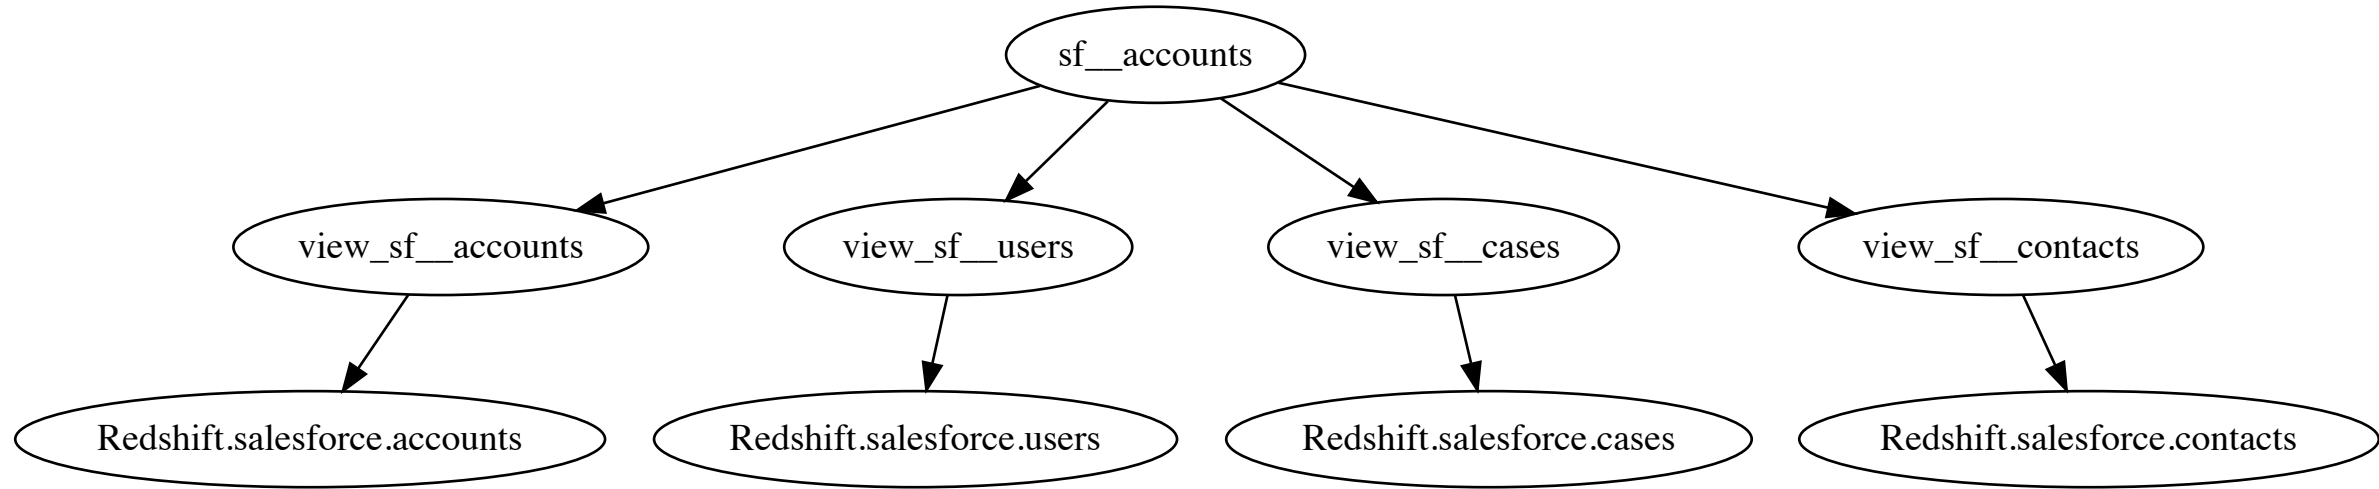 sf__accounts
view_sf__accounts
view_sf__users
view_sf__cases
view_sf__contacts
Redshift.salesforce.accounts
Redshift.salesforce.users
Redshift.salesforce.cases
Redshift.salesforce.contacts